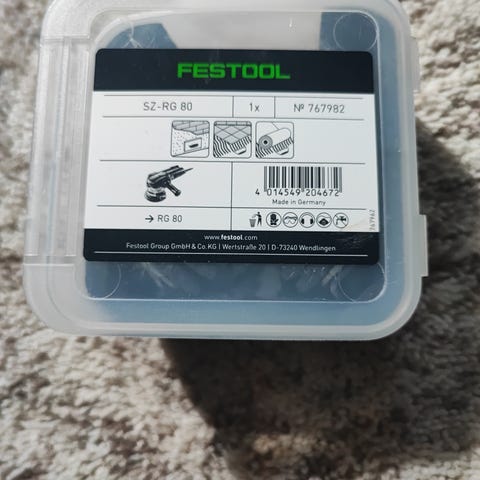 FESTOOL
SZ-RG 80
1x
Nº 767982
4 014549 204672
Made in Germany
→ RG 80
www.festool.com
Festool Group GmbH & Co. KG | Wertstraße 20 | D-73240 Wendlingen